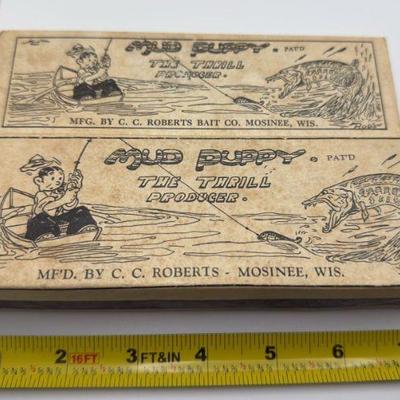 MUD PUPPY PAT'D
THE THRILL
PRODUCER.
MFG. BY C. C. ROBERTS BAIT CO. MOSINEE, WIS.
MUD PUPPY PAT'D
THE THRILL
PRODUCER.
MF'D. BY C. C. ROBERTS - MOSINEE, WIS.
2 16FT 3 FT&IN 4 5 6